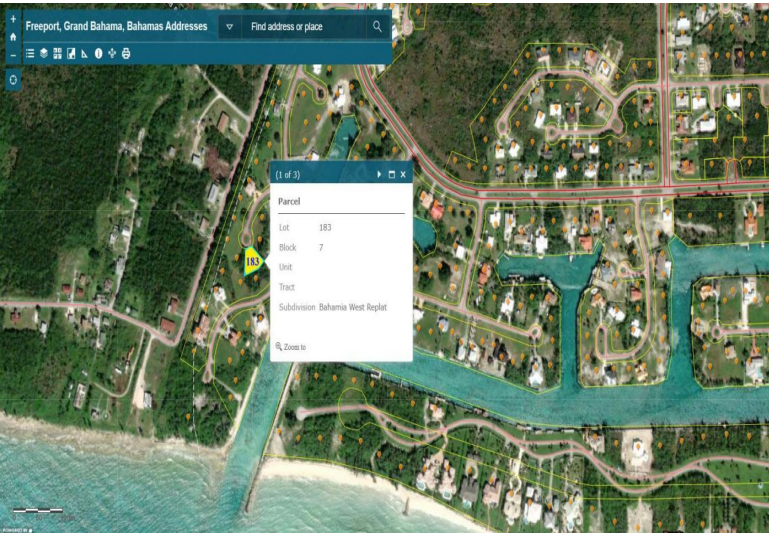 +
Freeport, Grand Bahama, Bahamas Addresses
Find address or place
−
(1 of 3)
x
Parcel
Lot 183
Block 7
Unit
Tract
Subdivision Bahamia West Replat
Zoom to
183